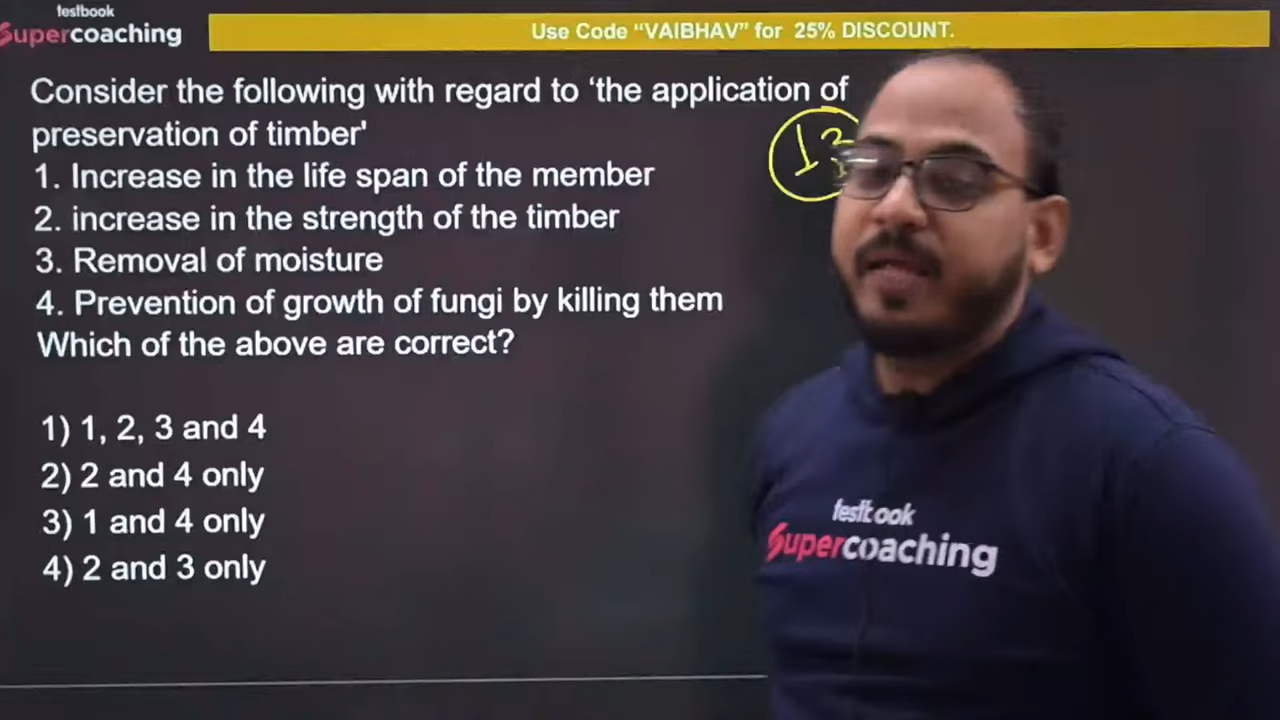 testbook
Supercoaching
Use Code “VAIBHAV” for 25% DISCOUNT.
Consider the following with regard to ‘the application of
preservation of timber'
1. Increase in the life span of the member
2. increase in the strength of the timber
3. Removal of moisture
4. Prevention of growth of fungi by killing them
Which of the above are correct?
1) 1, 2, 3 and 4
2) 2 and 4 only
3) 1 and 4 only
4) 2 and 3 only
testbook
Supercoaching